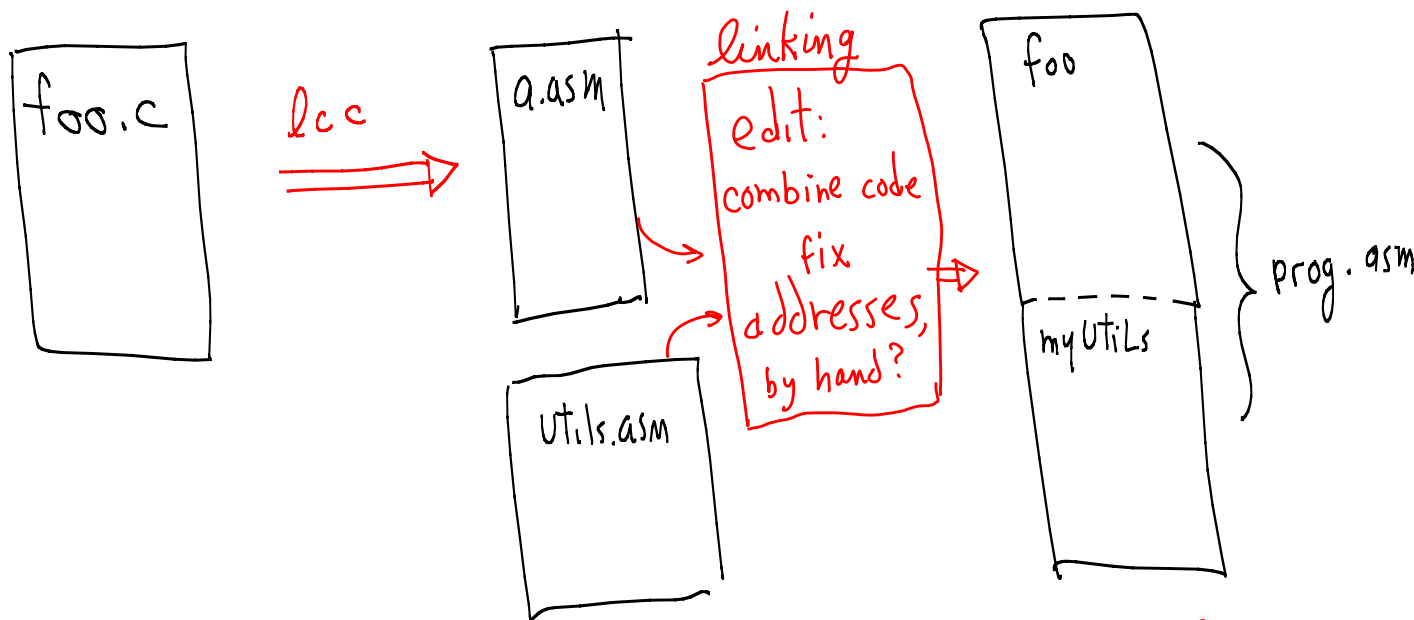 foo.c
lcc
a.asm
utils.asm
linking
edit:
combine code
fix
addresses,
by hand?
foo
myUtils
prog.asm